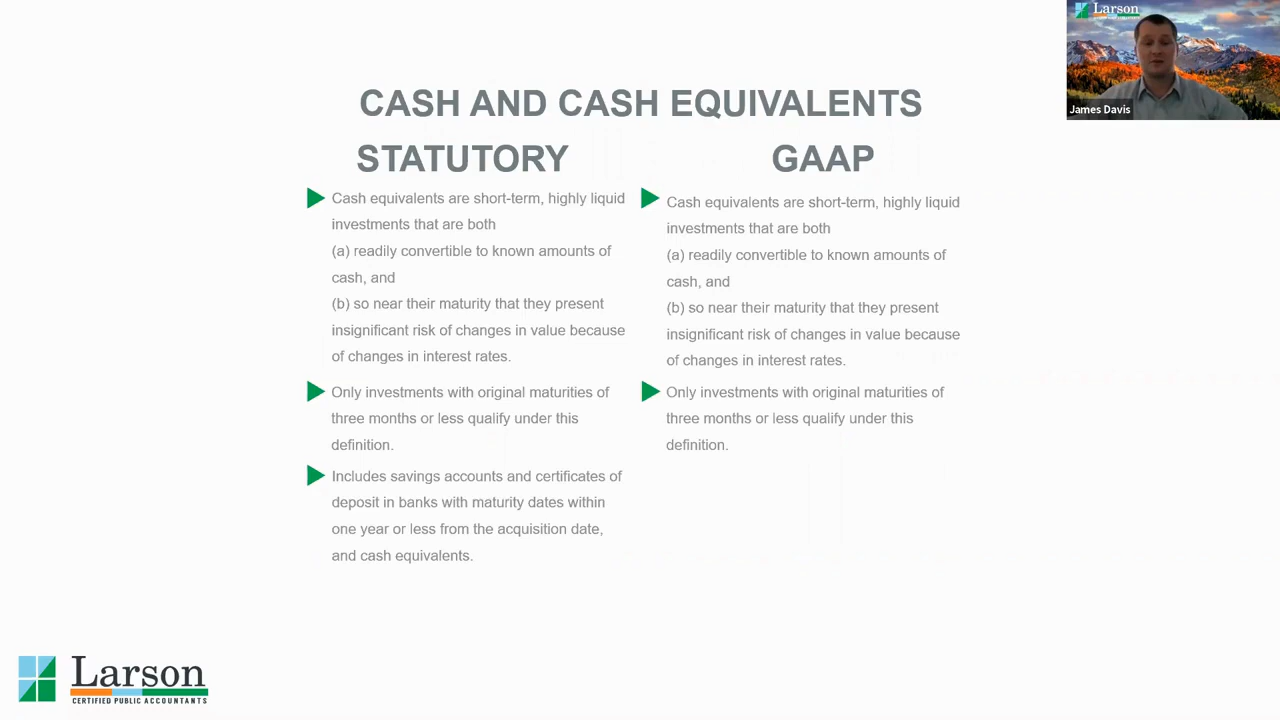 Larson
James Davis
CASH AND CASH EQUIVALENTS
STATUTORY
Cash equivalents are short-term, highly liquid
investments that are both
(a) readily convertible to known amounts of
cash, and
(b) so near their maturity that they present
insignificant risk of changes in value because
of changes in interest rates.
Only investments with original maturities of
three months or less qualify under this
definition.
Includes savings accounts and certificates of
deposit in banks with maturity dates within
one year or less from the acquisition date,
and cash equivalents.
GAAP
Cash equivalents are short-term, highly liquid
investments that are both
(a) readily convertible to known amounts of
cash, and
(b) so near their maturity that they present
insignificant risk of changes in value because
of changes in interest rates.
Only investments with original maturities of
three months or less qualify under this
definition.
Larson
CERTIFIED PUBLIC ACCOUNTANTS